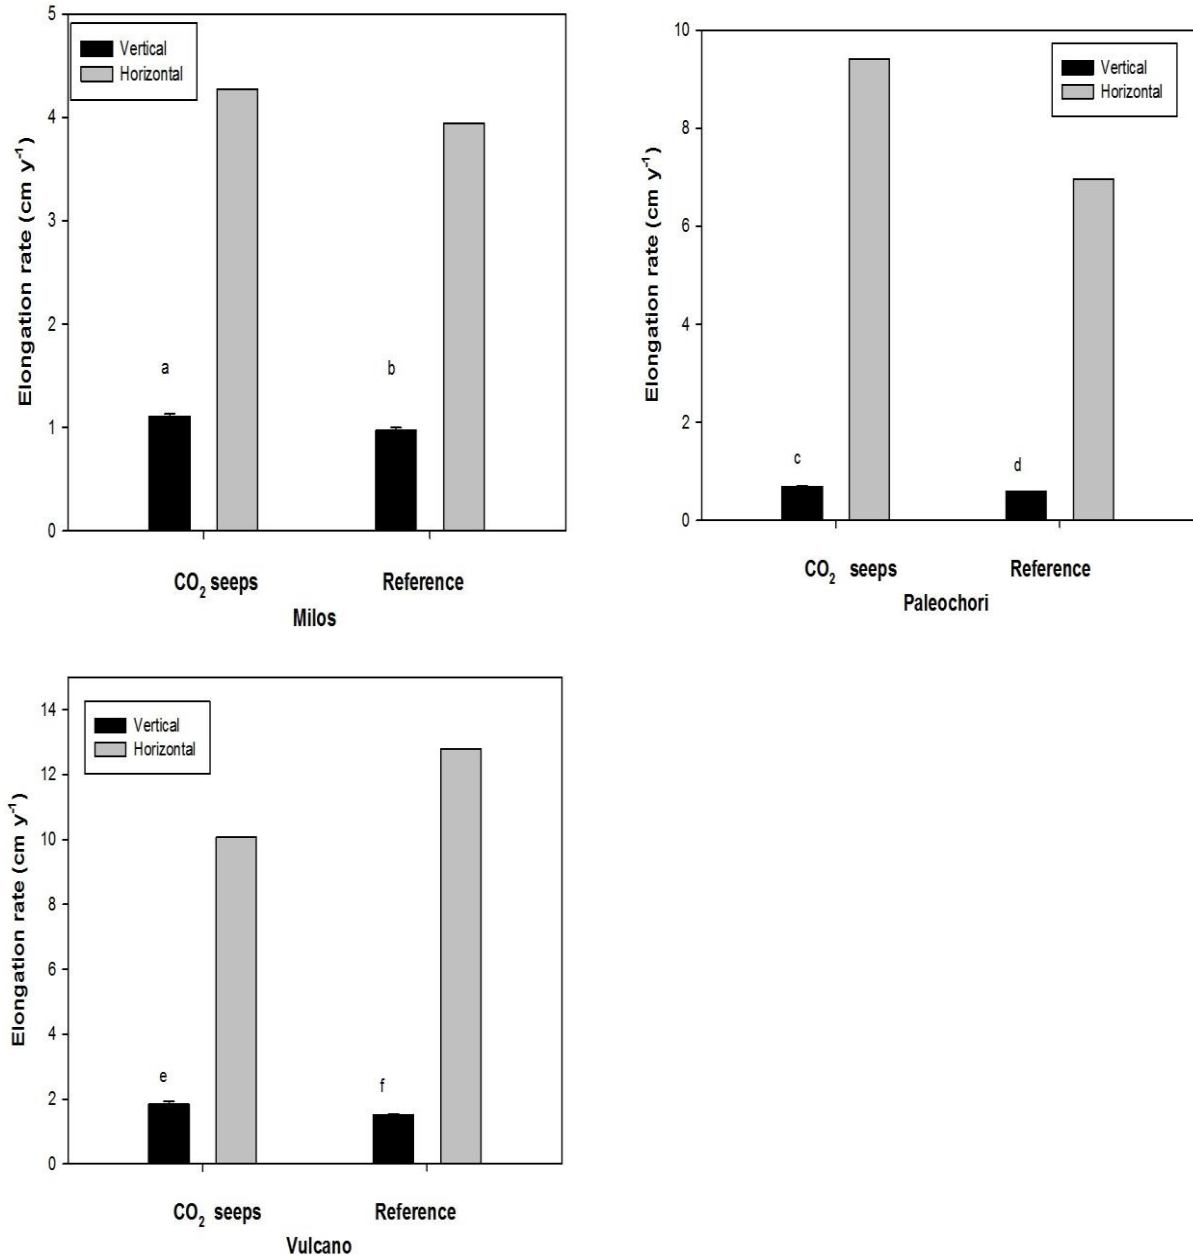 5
4
3
2
1
0
Elongation rate (cm y-1)
Vertical
Horizontal
a
b
CO2 seeps
Reference
Milos
10
8
6
4
2
0
Elongation rate (cm y-1)
Vertical
Horizontal
c
d
CO2 seeps
Reference
Paleochori
14
12
10
8
6
4
2
0
Elongation rate (cm y-1)
Vertical
Horizontal
e
f
CO2 seeps
Reference
Vulcano